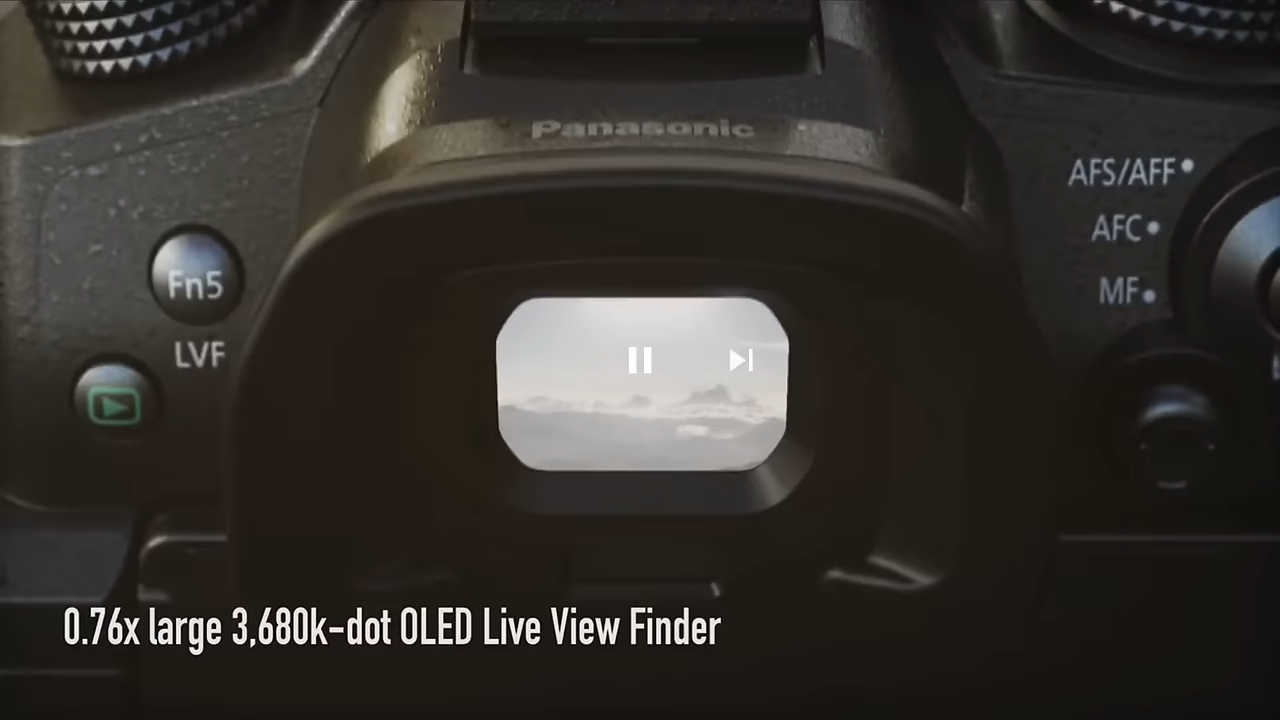 Panasonic
AFS/AFF
AFC
MF
Fn5
LVF
0.76x large 3,680k-dot OLED Live View Finder